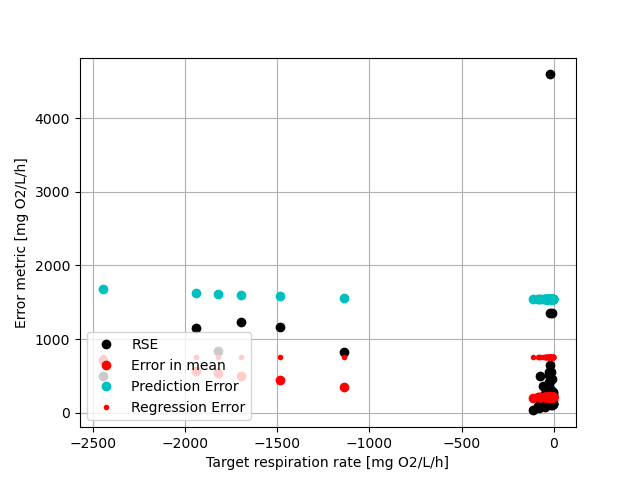 4000
3000
2000
1000
0
Error metric [mg O2/L/h]
RSE
Error in mean
Prediction Error
Regression Error
−2500 −2000 −1500 −1000 −500 0
Target respiration rate [mg O2/L/h]